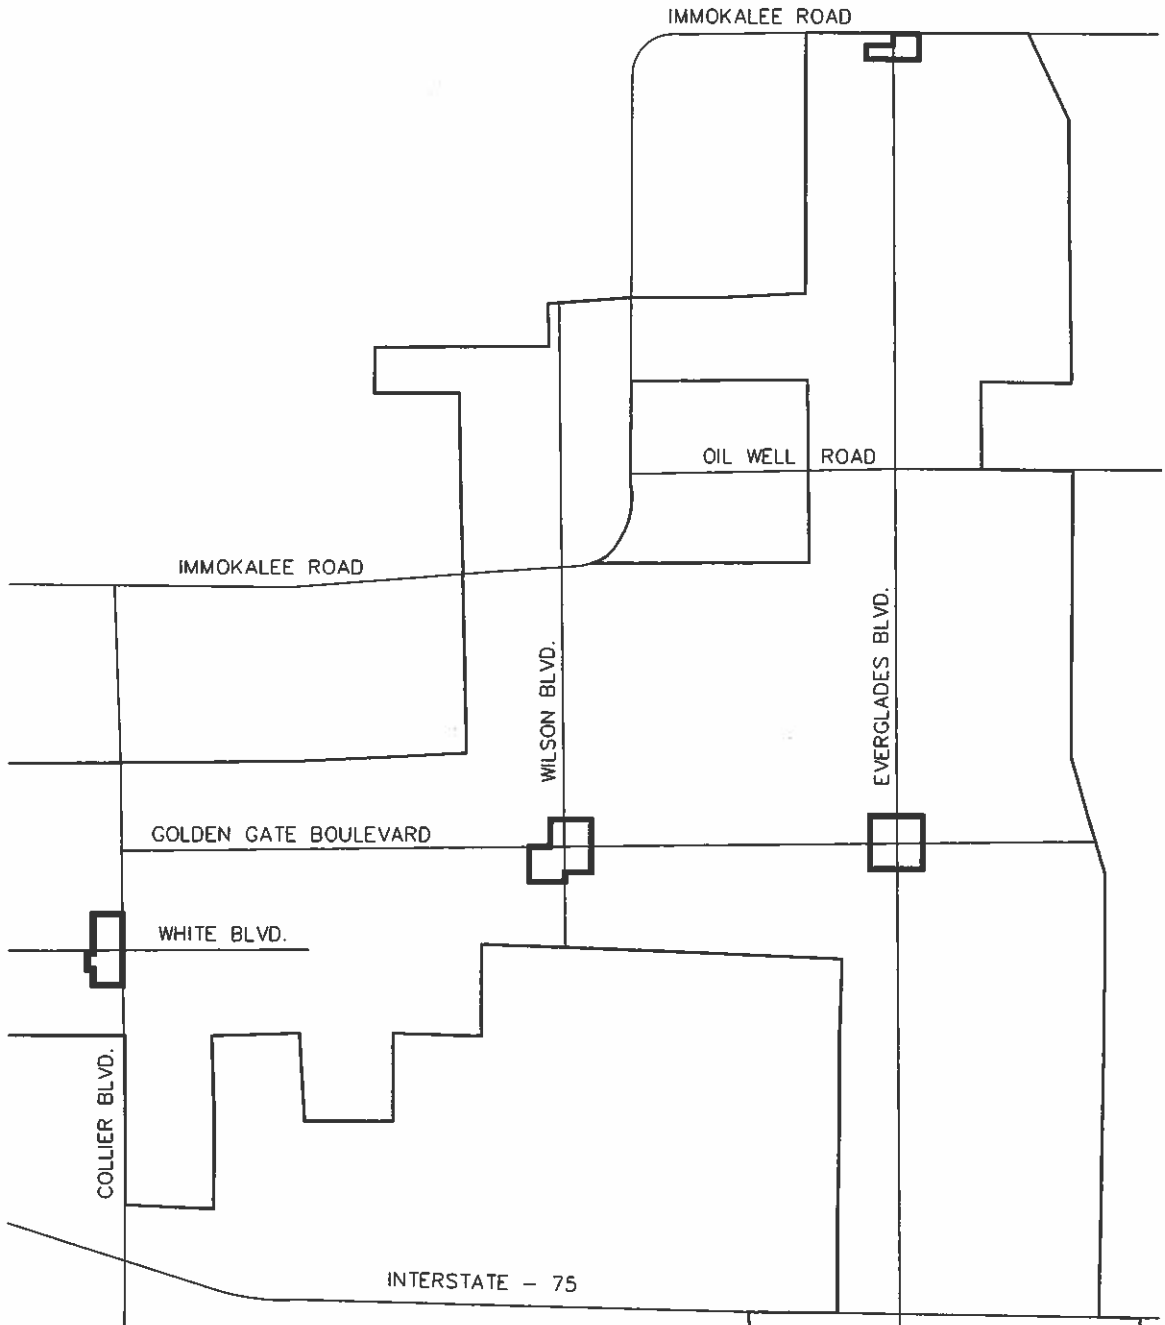 IMMOKALEE ROAD
OIL WELL ROAD
IMMOKALEE ROAD
EVERGLADES BLVD.
WILSON BLVD.
GOLDEN GATE BOULEVARD
WHITE BLVD.
COLLIER BLVD.
INTERSTATE - 75